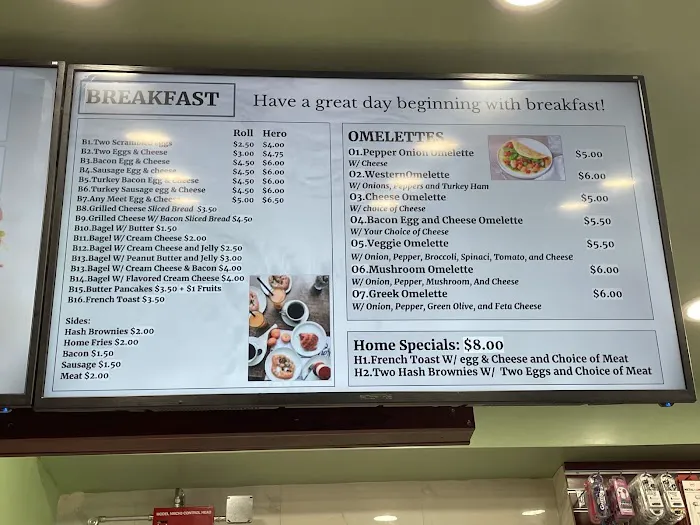 BREAKFAST
Have a great day beginning with breakfast!
Roll Hero
B1.Two Scrambled Eggs $2.50 $4.00
B2.Two Eggs & Cheese $3.00 $4.75
B3.Bacon Egg & Cheese $4.50 $6.00
B4.Sausage Egg & Cheese $4.50 $6.00
B5.Turkey Bacon Egg & Cheese $4.50 $6.00
B6.Turkey Sausage egg & Cheese $4.50 $6.00
B7.Any Meet Egg & Cheese $5.00 $6.50
B8.Grilled Cheese Sliced Bread $3.50
B9.Grilled Cheese W/ Bacon Sliced Bread $4.50
B10.Bagel W/ Butter $1.50
B11.Bagel W/ Cream Cheese $2.00
B12.Bagel W/ Cream Cheese and Jelly $2.50
B13.Bagel W/ Peanut Butter and Jelly $3.00
B13.Bagel W/ Cream Cheese & Bacon $4.00
B14.Bagel W/ Flavored Cream Cheese $4.00
B15.Butter Pancakes $3.50 + $1 Fruits
B16.French Toast $3.50
Sides:
Hash Brownies $2.00
Home Fries $2.00
Bacon $1.50
Sausage $1.50
Meat $2.00
OMELETTES
O1.Pepper Onion Omelette $5.00
W/ Cheese
O2.WesternOmelette $6.00
W/ Onions, Peppers and Turkey Ham
O3.Cheese Omelette $5.00
W/ choice of Cheese
O4.Bacon Egg and Cheese Omelette $5.50
W/ Your Choice of Cheese
O5.Veggie Omelette $5.50
W/ Onion, Pepper, Broccoli, Spinaci, Tomato, and Cheese
O6.Mushroom Omelette $6.00
W/ Onion, Pepper, Mushroom, And Cheese
O7.Greek Omelette $6.00
W/ Onion, Pepper, Green Olive, and Feta Cheese
Home Specials: $8.00
H1.French Toast W/ egg & Cheese and Choice of Meat
H2.Two Hash Brownies W/ Two Eggs and Choice of Meat